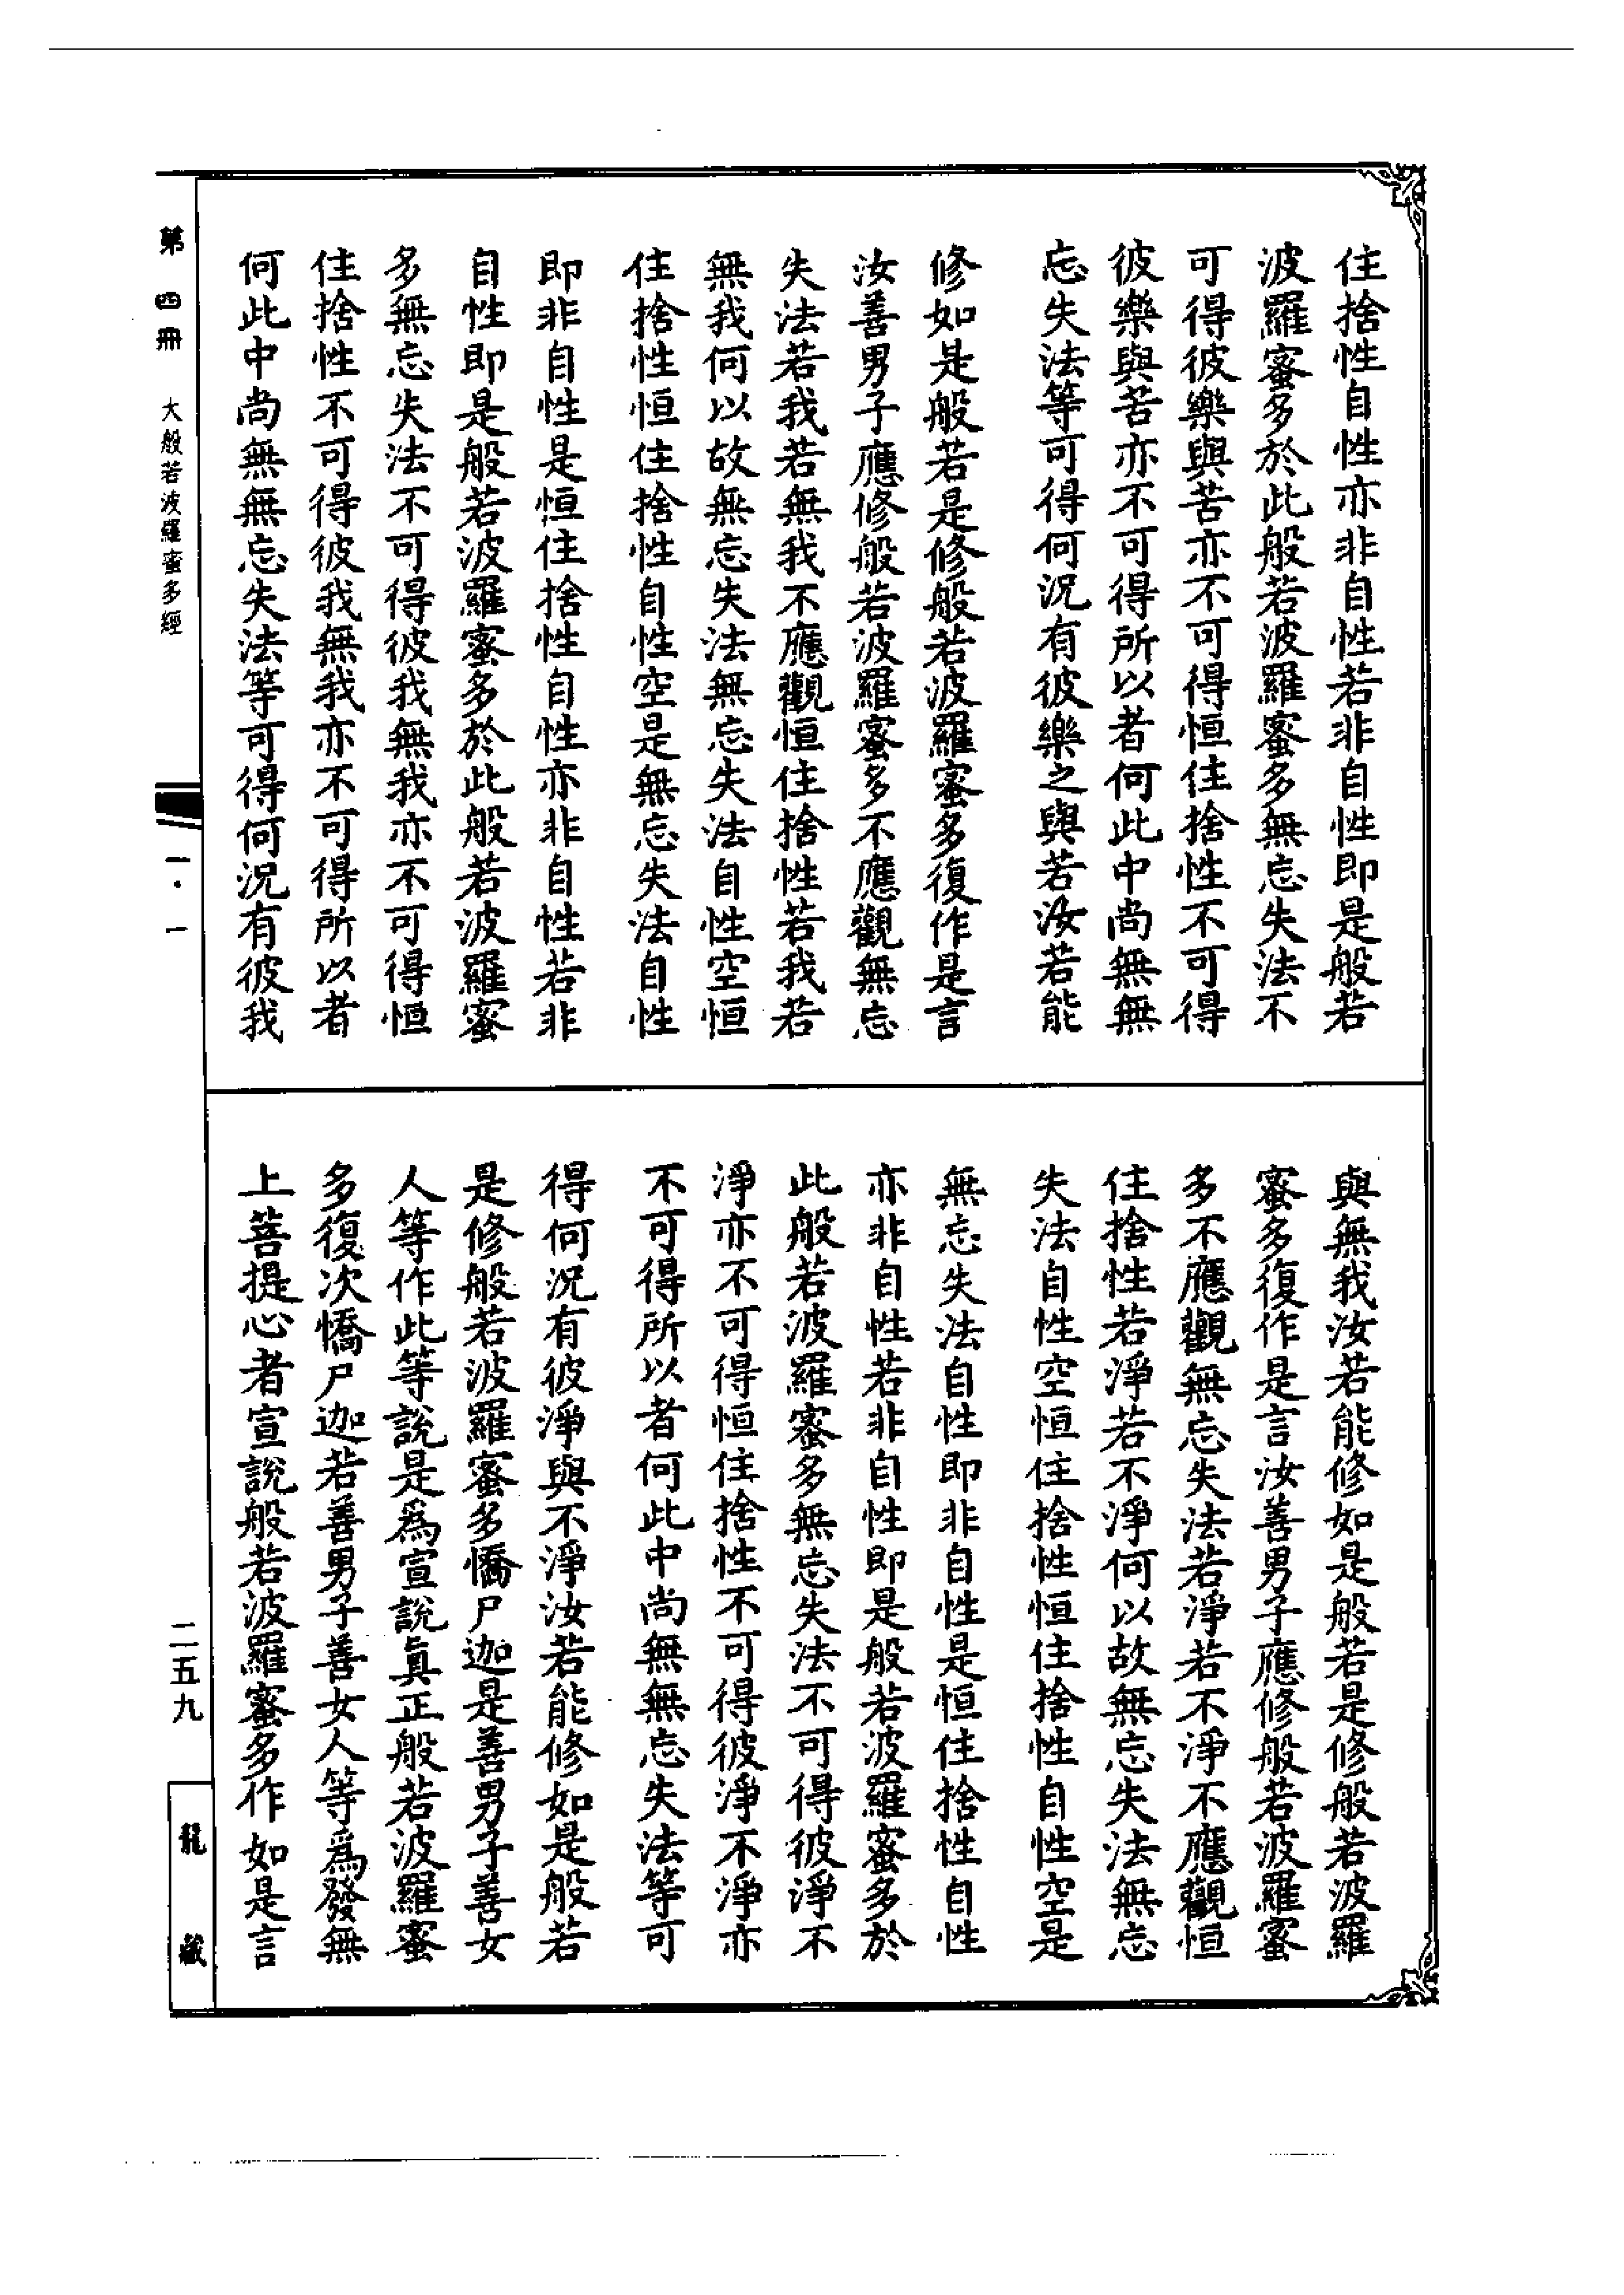 住捨性自性亦非自性若非自性即是般若
波羅蜜多於此般若波羅蜜多無忘失法不
可得彼樂與苦亦不可得恒住捨性不可得
彼樂與苦亦不可得所以者何此中尚無無
忘失法等可得何況有彼樂之與苦汝若能
修如是般若是修般若波羅蜜多復作是言
汝善男子應修般若波羅蜜多不應觀無忘
失法若我若無我不應觀恒住捨性若我若
無我何以故無忘失法無忘失法自性空恒
住捨性恒住捨性自性空是無忘失法自性
即非自性是恒住捨性自性亦非自性若非
自性即是般若波羅蜜多於此般若波羅蜜
多無忘失法不可得彼我無我亦不可得恒
住捨性不可得彼我無我亦不可得所以者
何此中尚無無忘失法等可得何況有彼我
與無我汝若能修如是般若是修般若波羅
蜜多復作是言汝善男子應修般若波羅蜜
多不應觀無忘失法若淨若不淨不應觀恒
住捨性若淨若不淨何以故無忘失法無忘
失法自性空恒住捨性恒住捨性自性空是
無忘失法自性即非自性是恒住捨性自性
亦非自性若非自性即是般若波羅蜜多於
此般若波羅蜜多無忘失法不可得彼淨不
淨亦不可得恒住捨性不可得彼淨不淨亦
不可得所以者何此中尚無無忘失法等可
得何況有彼淨與不淨汝若能修如是般若
是修般若波羅蜜多憍尸迦是善男子善女
人等作此等說是為宣說真正般若波羅蜜
多復次憍尸迦若善男子善女人等為發無
上菩提心者宣說般若波羅蜜多作如是言
第四冊 大般若波羅蜜多經
一·一
二五九
龍藏